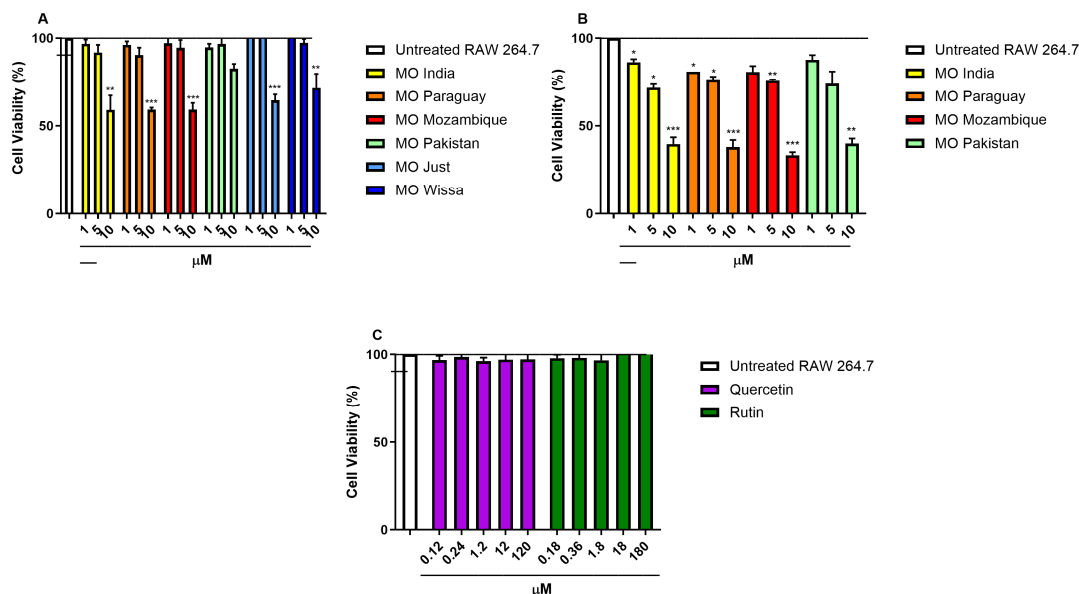 A
100
50
0
Cell Viability (%)
1 5 10 1 5 10 1 5 10 1 5 10 1 5 10 1 5 10
** *** *** *** **
μM
Untreated RAW 264.7
MO India
MO Paraguay
MO Mozambique
MO Pakistan
MO Just
MO Wissa
B
100
50
0
Cell Viability (%)
* * *** * * *** ** *** **
1 5 10 1 5 10 1 5 10 1 5 10
μM
Untreated RAW 264.7
MO India
MO Paraguay
MO Mozambique
MO Pakistan
C
100
50
0
Cell Viability (%)
0.12 0.24 1.2 12 120 0.18 0.36 1.8 18 180
μM
Untreated RAW 264.7
Quercetin
Rutin